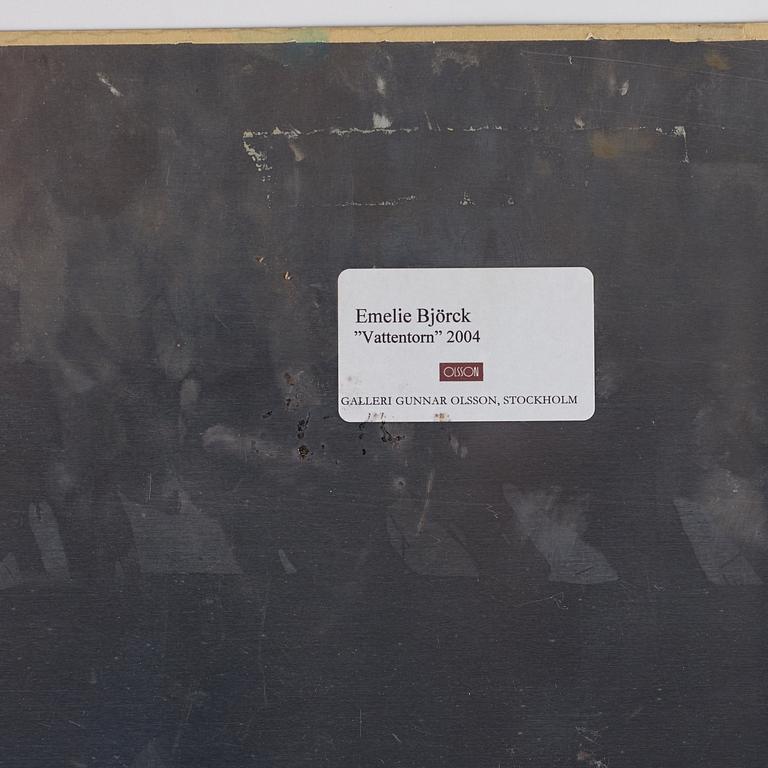 Emelie Björck
”Vattentorn” 2004
OLSSON
GALLERI GUNNAR OLSSON, STOCKHOLM